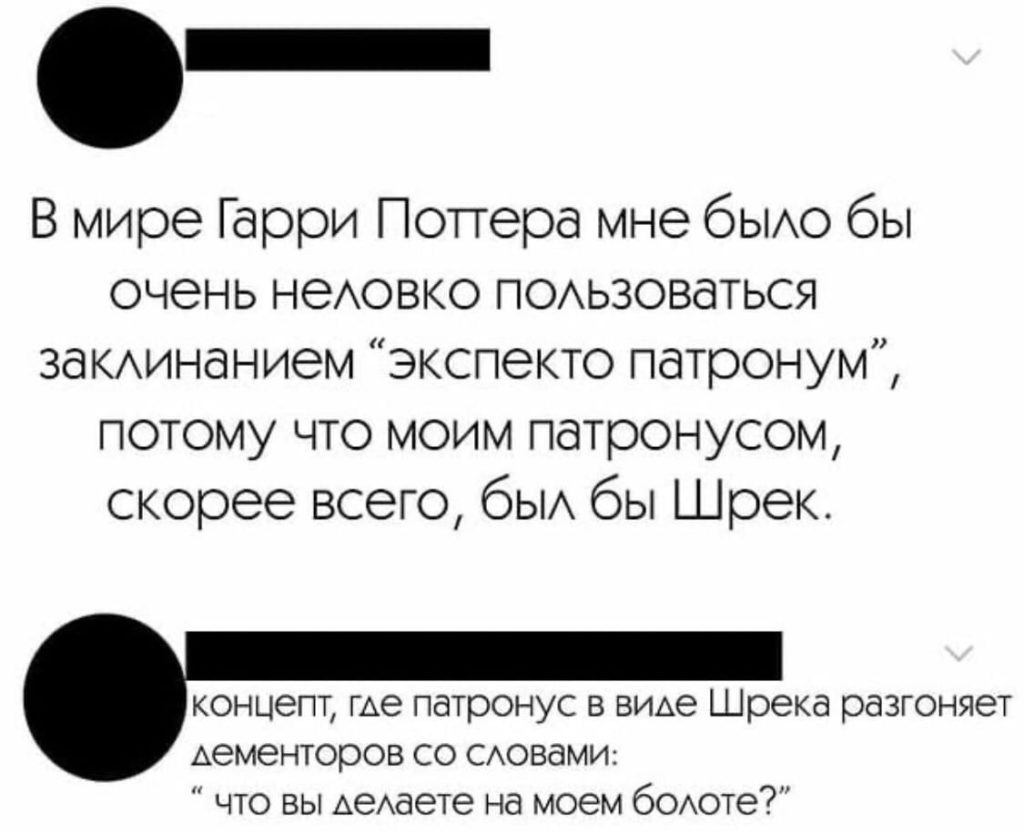 В мире Гарри Поттера мне было бы
очень неловко пользоваться
заклинанием “экспекто патронум”,
потому что моим патронусом,
скорее всего, был бы Шрек.
концепт, где патронус в виде Шрека разгоняет
дементоров со словами:
“ что вы делаете на моем болоте?”